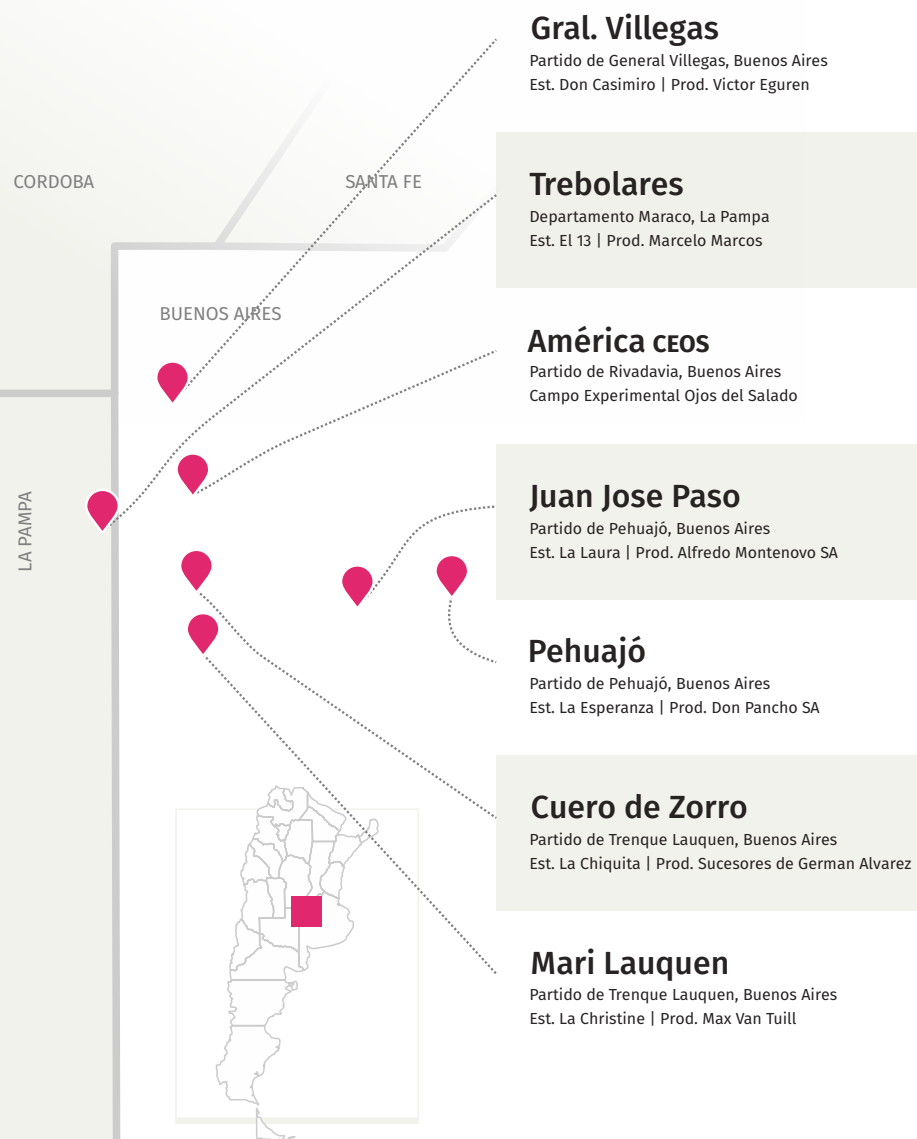 Gral. Villegas
Partido de General Villegas, Buenos Aires
Est. Don Casimiro | Prod. Victor Eguren
CORDOBA
SANTA FE
Trebolares
Departamento Maraco, La Pampa
Est. El 13 | Prod. Marcelo Marcos
BUENOS AIRES
América CEOS
Partido de Rivadavia, Buenos Aires
Campo Experimental Ojos del Salado
LA PAMPA
Juan Jose Paso
Partido de Pehuajó, Buenos Aires
Est. La Laura | Prod. Alfredo Montenovo SA
Pehuajó
Partido de Pehuajó, Buenos Aires
Est. La Esperanza | Prod. Don Pancho SA
Cuero de Zorro
Partido de Trenque Lauquen, Buenos Aires
Est. La Chiquita | Prod. Sucesores de German Alvarez
Mari Lauquen
Partido de Trenque Lauquen, Buenos Aires
Est. La Christine | Prod. Max Van Tuill